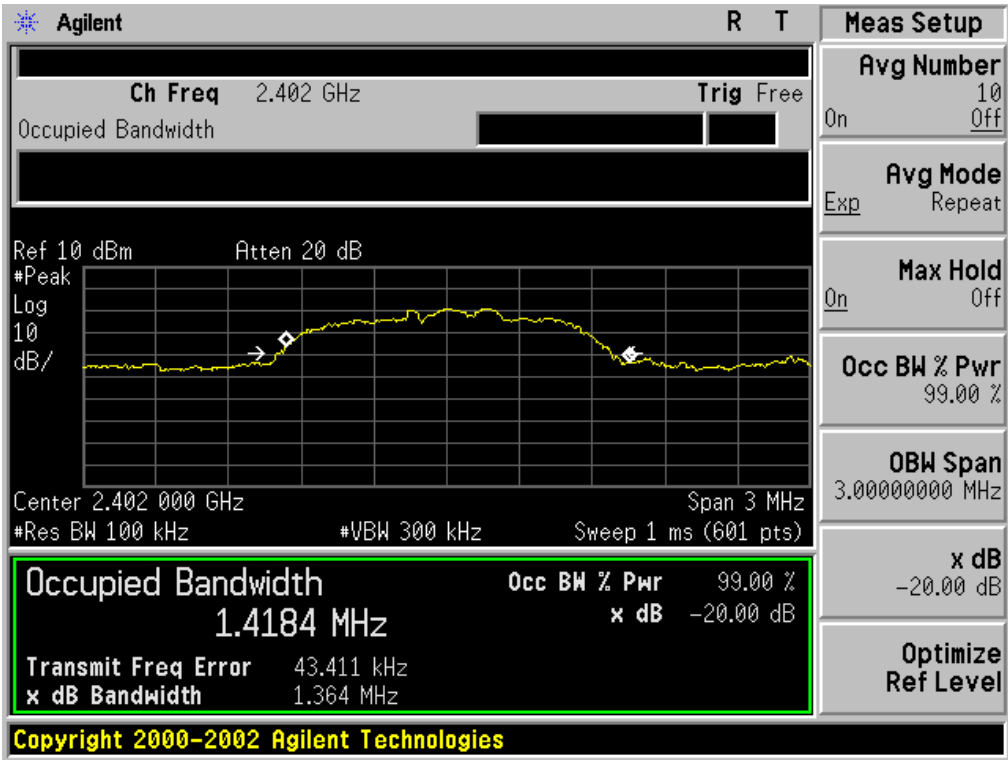 Agilent R T
Meas Setup
Ch Freq 2.402 GHz Trig Free
Occupied Bandwidth
Avg Number
10
On Off
Avg Mode
Exp Repeat
Max Hold
On Off
Occ BW % Pwr
99.00 %
OBW Span
3.00000000 MHz
x dB
-20.00 dB
Optimize
Ref Level
Ref 10 dBm Atten 20 dB
#Peak
Log
10
dB/
Center 2.402 000 GHz Span 3 MHz
#Res BW 100 kHz #VBW 300 kHz Sweep 1 ms (601 pts)
Occupied Bandwidth Occ BW % Pwr 99.00 %
1.4184 MHz x dB -20.00 dB
Transmit Freq Error 43.411 kHz
x dB Bandwidth 1.364 MHz
Copyright 2000-2002 Agilent Technologies